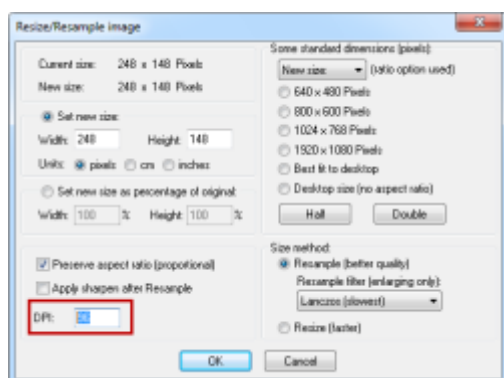 Resize/Resample image
Current size: 248 x 148 Pixels
New size: 248 x 148 Pixels
Set new size:
Width: 248 Height: 148
Units: pixels cm inches
Set new size as percentage of original:
Width: 100 % Height: 100 %
Preserve aspect ratio (proportional)
Apply sharpen after Resample
DPI:
Some standard dimensions (pixels):
New size: (ratio option used)
640 x 480 Pixels
800 x 600 Pixels
1024 x 768 Pixels
1920 x 1080 Pixels
Best fit to desktop
Desktop size (no aspect ratio)
Half Double
Size method:
Resample (better quality)
Resample filter (enlarging only):
Lanczos (slowest)
Resize (faster)
OK Cancel